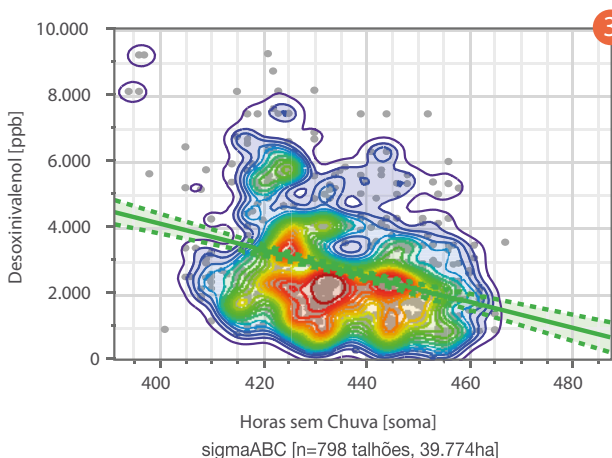 3
10.000
8.000
6.000
4.000
2.000
0
Desoxinivalenol [ppb]
400 420 440 460 480
Horas sem Chuva [soma]
sigmaABC [n=798 talhões, 39.774ha]